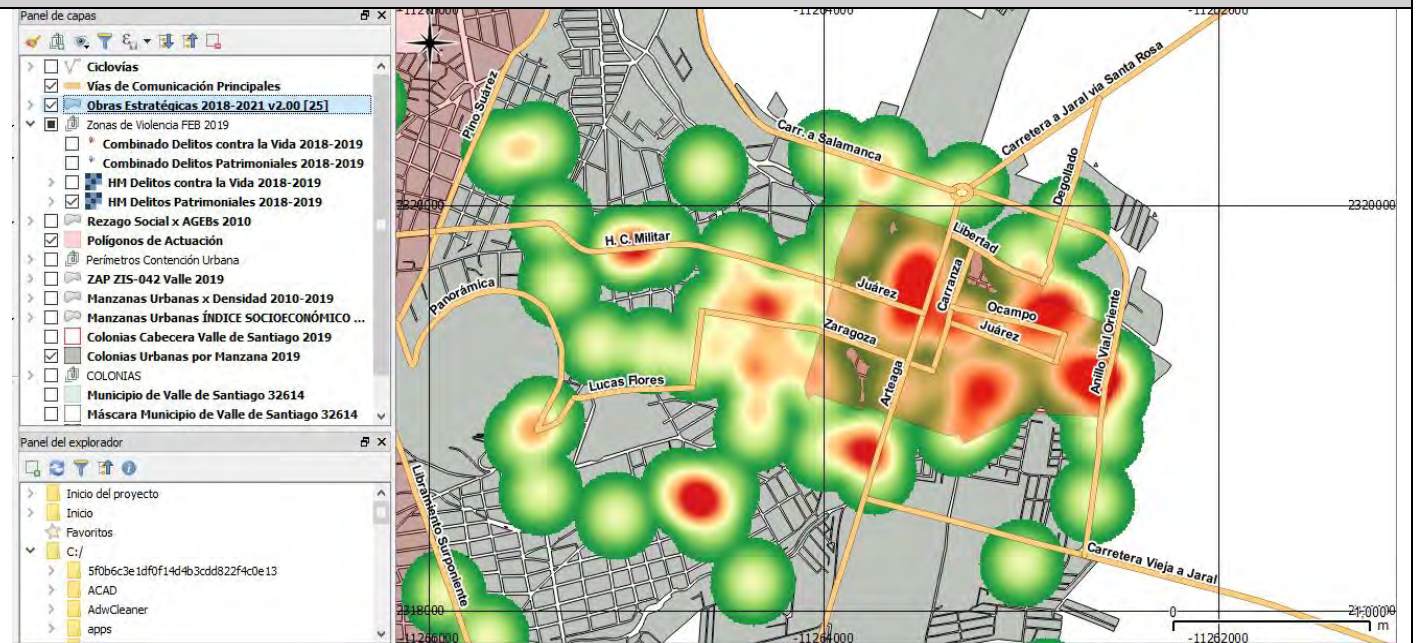 Panel de capas
Ciclovías
Vías de Comunicación Principales
Obras Estratégicas 2018-2021 v2.00 [25]
Zonas de Violencia FEB 2019
Combinado Delitos contra la Vida 2018-2019
Combinado Delitos Patrimoniales 2018-2019
HM Delitos contra la Vida 2018-2019
HM Delitos Patrimoniales 2018-2019
Rezago Social x AGEBs 2010
Polígonos de Actuación
Perímetros Contención Urbana
ZAP ZIS-042 Valle 2019
Manzanas Urbanas x Densidad 2010-2019
Manzanas Urbanas ÍNDICE SOCIOECONÓMICO ...
Colonias Cabecera Valle de Santiago 2019
Colonias Urbanas por Manzana 2019
COLONIAS
Municipio de Valle de Santiago 32614
Máscara Municipio de Valle de Santiago 32614
Panel del explorador
Inicio del proyecto
Inicio
Favoritos
C:/
5f0b6c3e1df0f14d4b3cdd822f4c0e13
ACAD
AdwCleaner
apps
-11264000
-11262000
Pino Suárez
Carr. a Salamanca
Carretera a Jaral via Santa Rosa
Degollado
2320000
2320000
H. C. Militar
Libertad
Panorámica
Juárez
Carranza
Ocampo
Juárez
Zaragoza
Anillo Vial Oriente
Lucas Flores
Arteaga
Libramiento Surponiente
Carretera Vieja a Jaral
2318000
0
m
-11266000
-11264000
-11262000